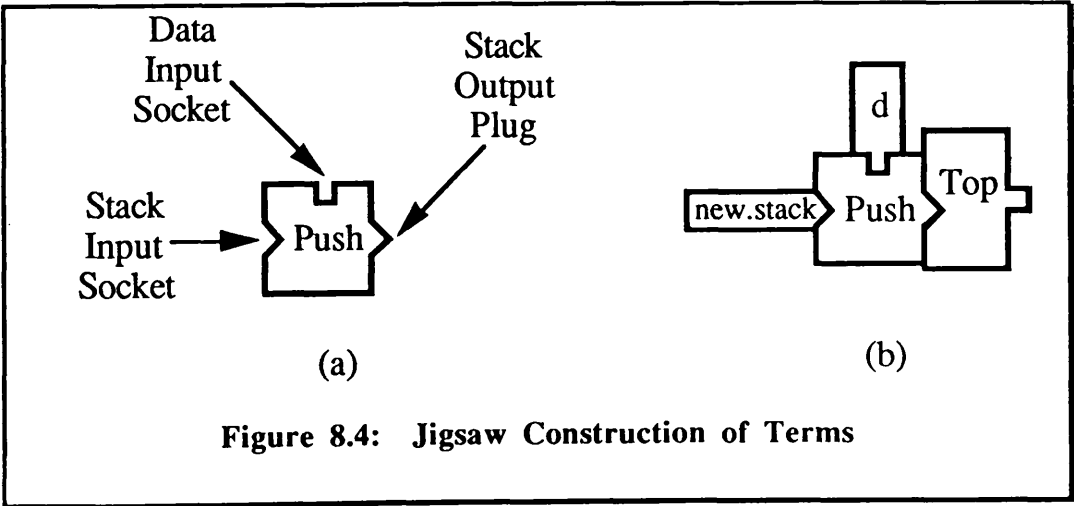 Data
Input
Socket
Stack
Output
Plug
Stack
Input
Socket
Push
(a)
d
new.stack
Push
Top
(b)
Figure 8.4: Jigsaw Construction of Terms